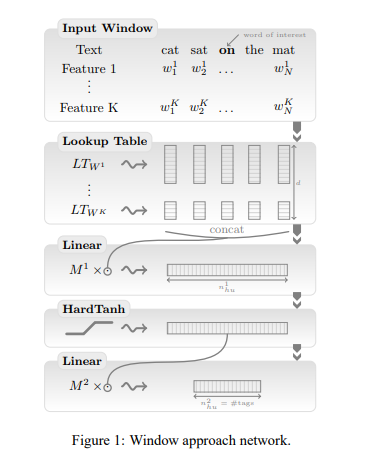 Input Window
word of interest
Text cat sat on the mat
Feature 1 w_1^1 w_2^1 ... w_N^1
⋮
Feature K w_1^K w_2^K ... w_N^K
Lookup Table
LT_{W^1}
d
⋮
LT_{W^K}
concat
Linear
M^1 ×⊙
n_{hu}^1
HardTanh
Linear
M^2 ×⊙
n_{hu}^2 = #tags
Figure 1: Window approach network.